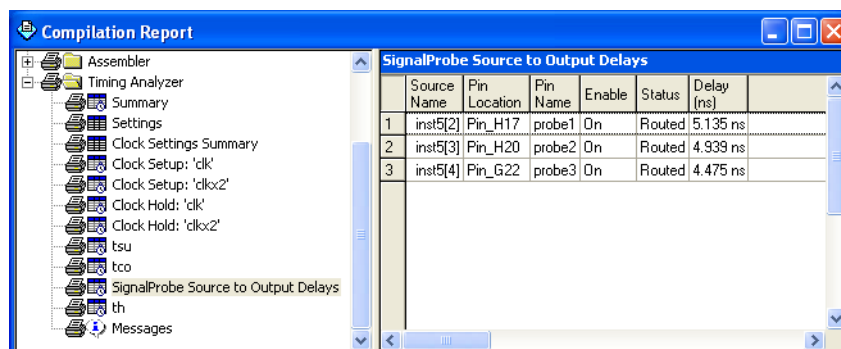 Compilation Report
Assembler
Timing Analyzer
Summary
Settings
Clock Settings Summary
Clock Setup: 'clk'
Clock Setup: 'clkx2'
Clock Hold: 'clk'
Clock Hold: 'clkx2'
tsu
tco
SignalProbe Source to Output Delays
th
Messages
SignalProbe Source to Output Delays
Source Name Pin Location Pin Name Enable Status Delay (ns)
1 inst5[2] Pin_H17 probe1 On Routed 5.135 ns
2 inst5[3] Pin_H20 probe2 On Routed 4.939 ns
3 inst5[4] Pin_G22 probe3 On Routed 4.475 ns